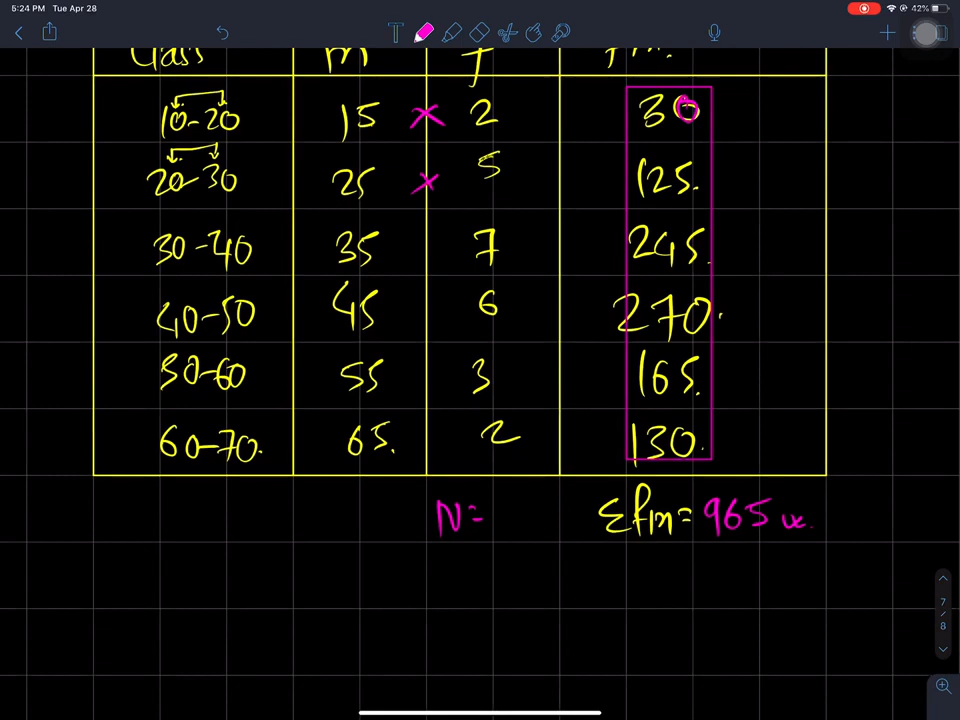 5:24 PM Tue Apr 28 42%
T
Class m f fm.
10-20 15 × 2 30
20-30 25 × 5 125.
30-40 35 7 245.
40-50 45 6 270.
50-60 55 3 165.
60-70. 65. 2 130.
N= Σfm= 965
7
8